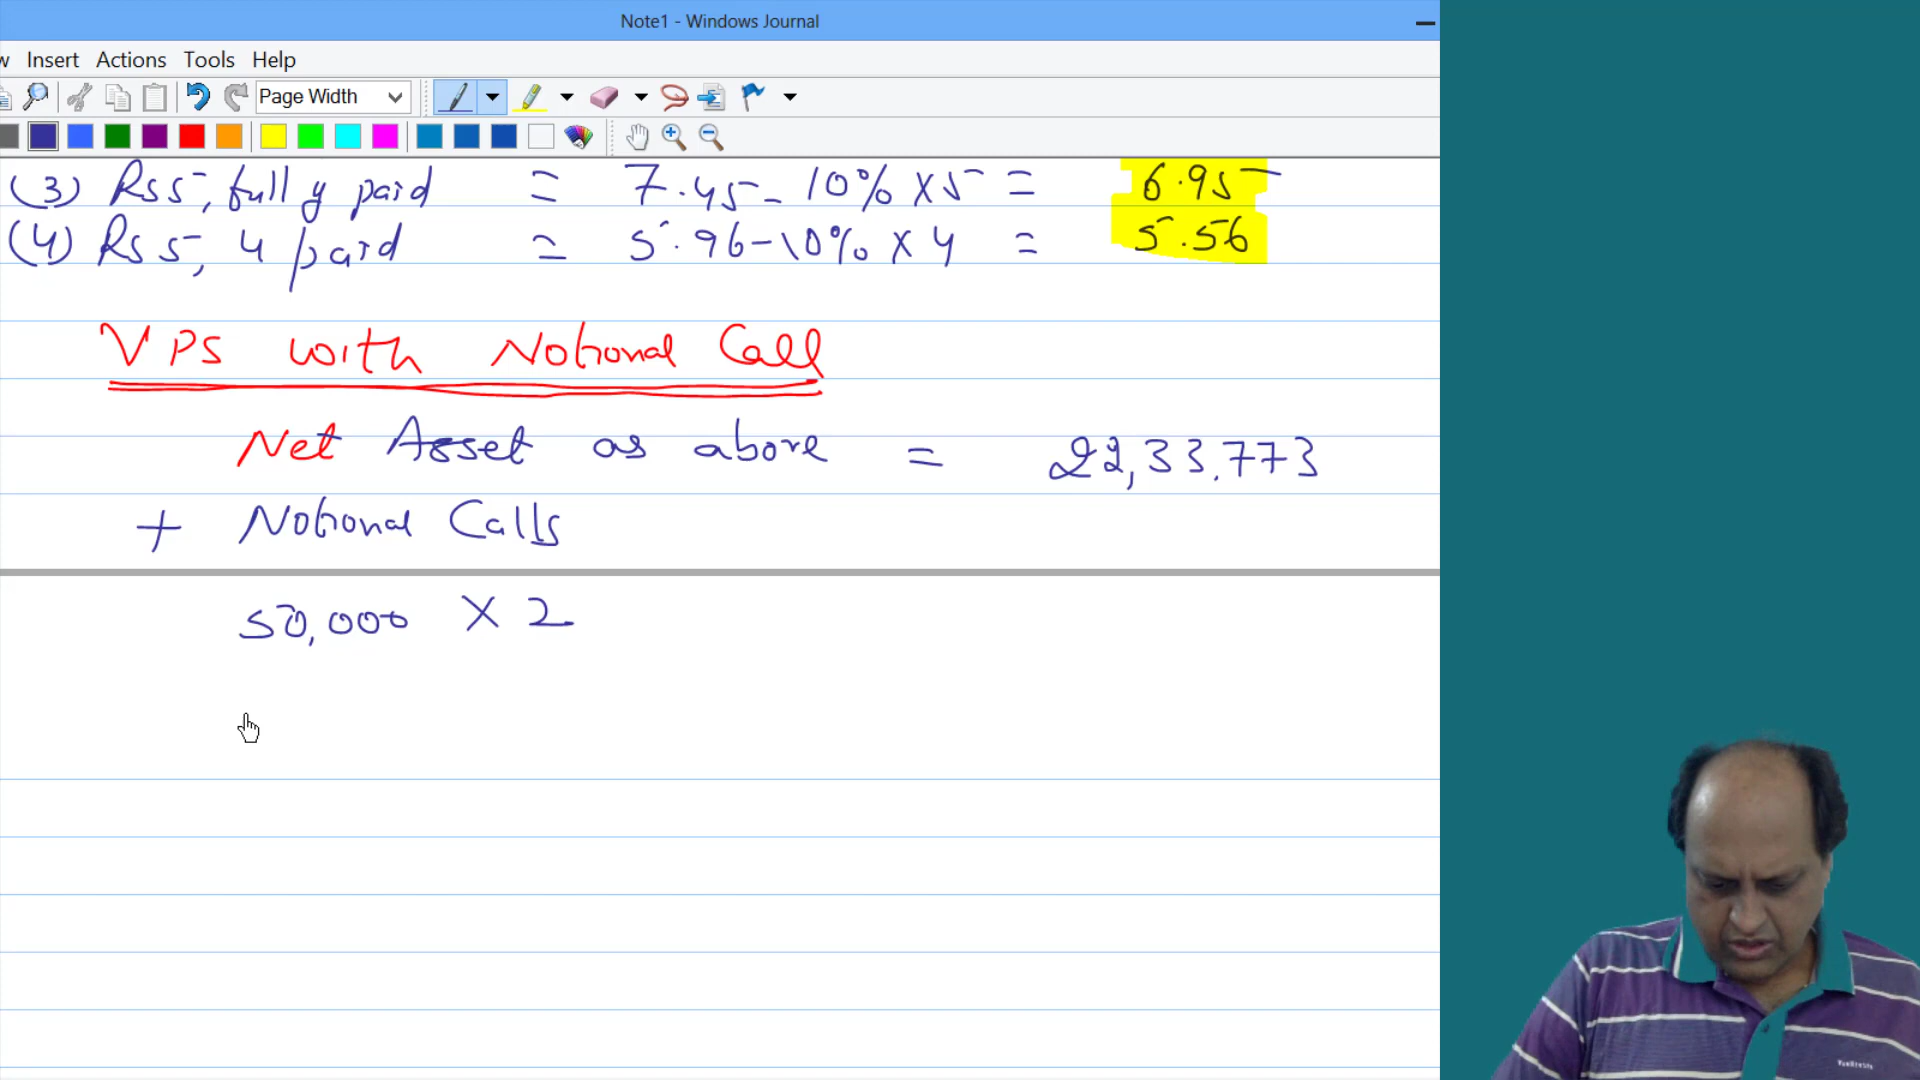 Note1 - Windows Journal
w Insert Actions Tools Help
Page Width
(3) Rs 5, fully paid = 7.45 - 10% X 5 = 6.95
(4) Rs 5, 4 paid = 5.96 - 10% X 4 = 5.56
VPS with Notional Call
Net Asset as above = 22,33,773
+ Notional Calls
50,000 X 2